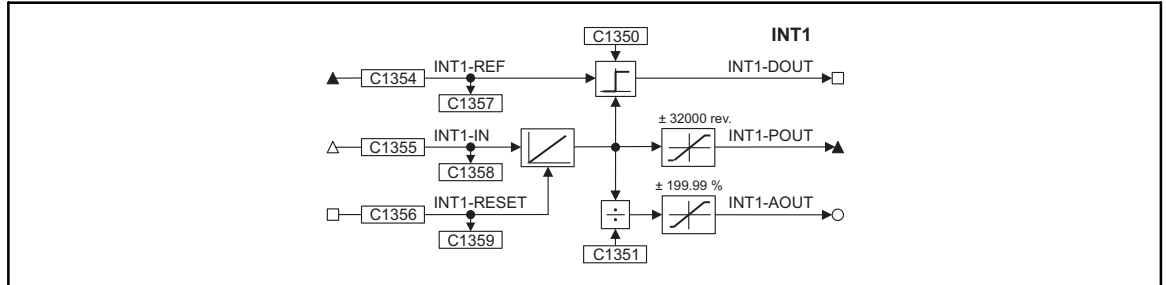 C1350
INT1
INT1-REF
INT1-DOUT
C1354
C1357
± 32000 rev.
INT1-IN
INT1-POUT
C1355
C1358
± 199.99 %
INT1-RESET
INT1-AOUT
C1356
÷
C1359
C1351